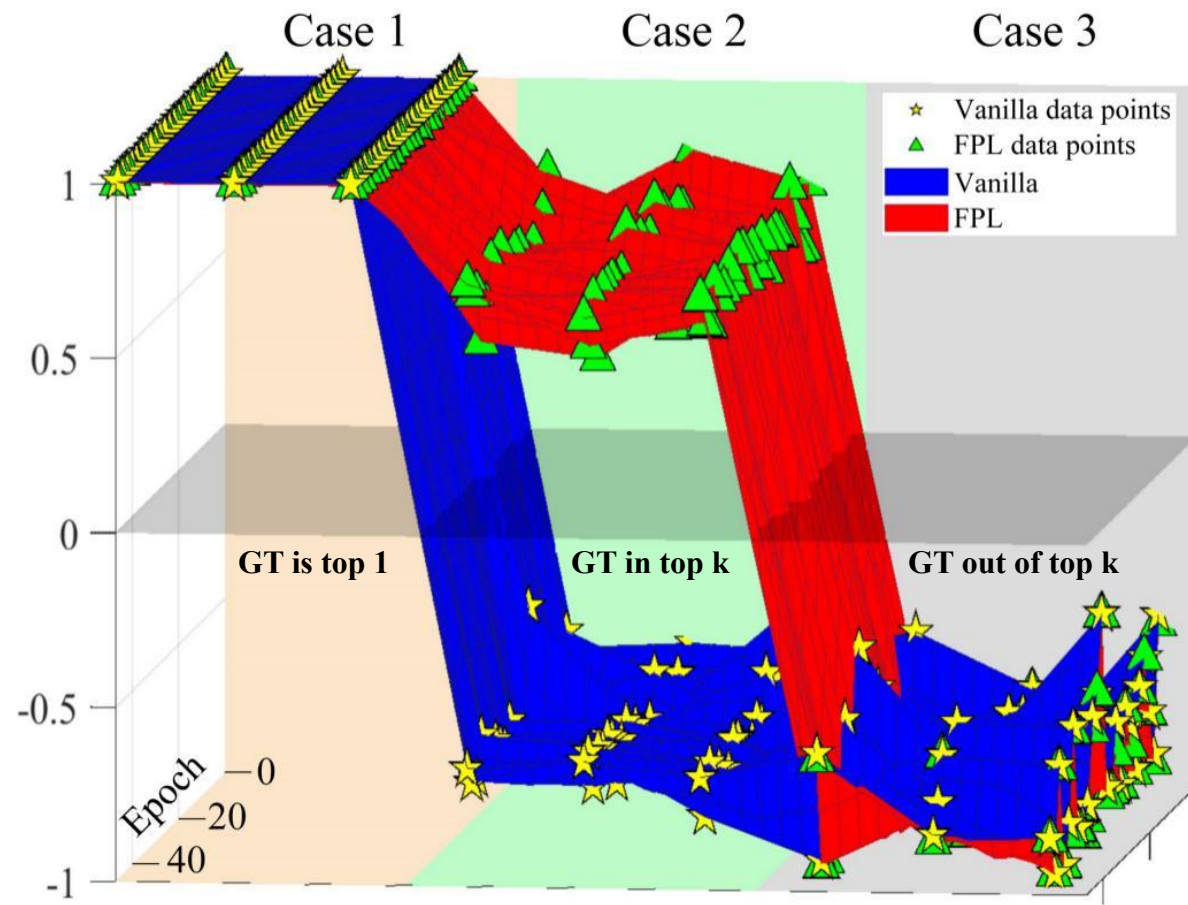 Case 1
Case 2
Case 3
Vanilla data points
FPL data points
Vanilla
FPL
1
0.5
0
GT is top 1
GT in top k
GT out of top k
-0.5
-1
Epoch
0
20
40